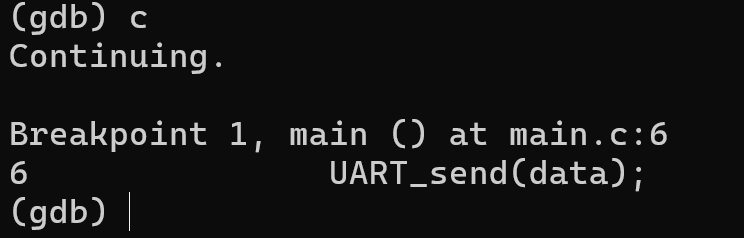 (gdb) c
Continuing.

Breakpoint 1, main () at main.c:6
6               UART_send(data);
(gdb)